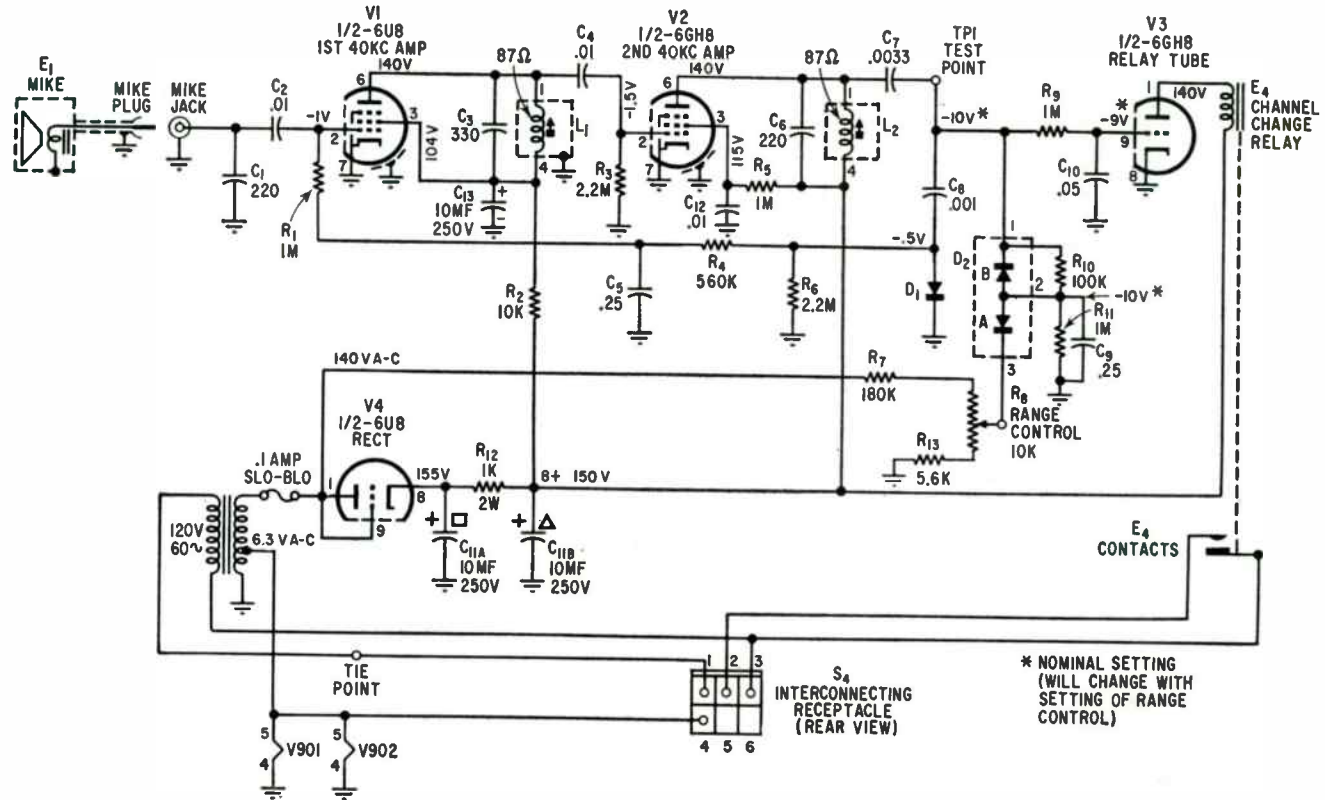 V1
1/2-6U8
1ST 40KC AMP
V2
1/2-6GH8
2ND 40KC AMP
V3
1/2-6GH8
RELAY TUBE
E1
MIKE
MIKE
PLUG
MIKE
JACK
C2
.01
C1
220
-1V
R1
1M
6
140V
2
3
7
104V
C3
330
87Ω
1
L1
4
C13
10MF
250V
+
-
C4
.01
-1.5V
R3
2.2M
6
140V
2
3
7
115V
R5
1M
C12
.01
C6
220
87Ω
1
L2
4
C7
.0033
TPI
TEST
POINT
-10V*
R9
1M
*
-9V
9
C10
.05
1
140V
8
E4
CHANNEL
CHANGE
RELAY
C8
.001
-.5V
D1
C5
.25
R4
560K
R6
2.2M
R2
10K
D2
1
B
2
A
3
R10
100K
-10V*
R11
1M
C9
.25
140VA-C
R7
180K
R8
RANGE
CONTROL
10K
R13
5.6K
V4
1/2-6U8
RECT
.1 AMP
SLO-BLO
1
8
9
155V
R12
1K
2W
8+ 150V
+
C11A
10MF
250V
+
C11B
10MF
250V
120V
60~
6.3 VA-C
E4
CONTACTS
TIE
POINT
1 2 3
4 5 6
S4
INTERCONNECTING
RECEPTACLE
(REAR VIEW)
* NOMINAL SETTING
(WILL CHANGE WITH
SETTING OF RANGE
CONTROL)
5
4
V901
5
4
V902